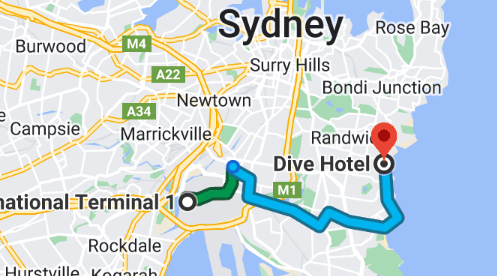 Sydney
Rose Bay
Burwood
M4
A22
Surry Hills
Newtown
Bondi Junction
A34
Campsie
Marrickville
Randwic
Dive Hotel
M1
national Terminal 1
Rockdale
Hurstville
Kogarah